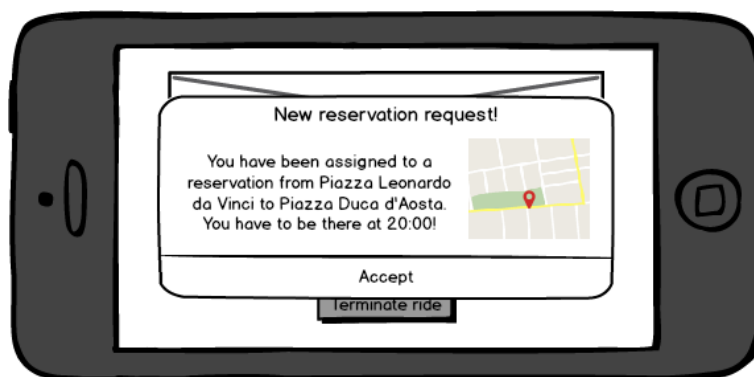 New reservation request!
You have been assigned to a
reservation from Piazza Leonardo
da Vinci to Piazza Duca d'Aosta.
You have to be there at 20:00!
Accept
Terminate ride